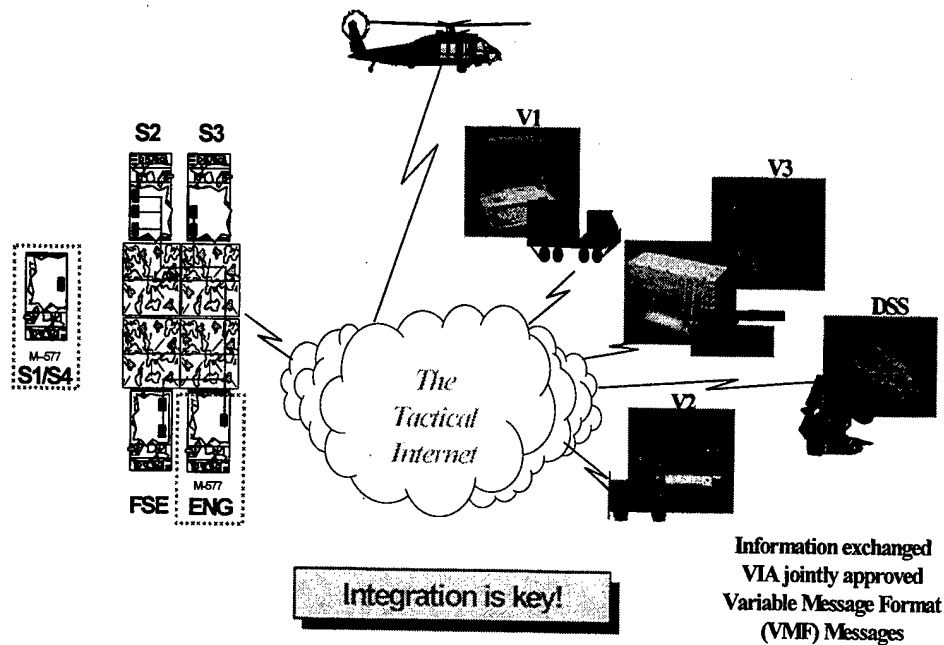 V1
S2 S3
V3
DSS
M-577
S1/S4
The
Tactical
Internet
V2
M-577
FSE ENG
Information exchanged
VIA jointly approved
Variable Message Format
(VMF) Messages
Integration is key!